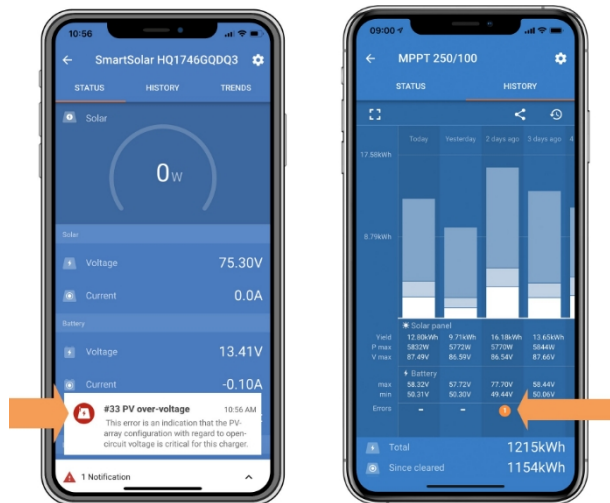 10:56
SmartSolar HQ1746GQDQ3
STATUS HISTORY TRENDS
Solar
0W
Solar
Voltage 75.30V
Current 0.0A
Battery
Voltage 13.41V
Current -0.10A
#33 PV over-voltage 10:56 AM
This error is an indication that the PV-
array configuration with regard to open-
circuit voltage is critical for this charger.
1 Notification
09:00
MPPT 250/100
STATUS HISTORY
Today Yesterday 2 days ago 3 days ago 4
17.58kWh
8.79kWh
Solar panel
Yield 12.80kWh 9.71kWh 16.18kWh 13.65kWh
P max 5832W 5772W 5770W 5844W
V max 87.49V 86.59V 86.54V 87.66V
Battery
max 58.32V 57.72V 77.70V 58.44V
min 50.31V 50.30V 49.44V 50.06V
Errors - - 1
Total 1215kWh
Since cleared 1154kWh